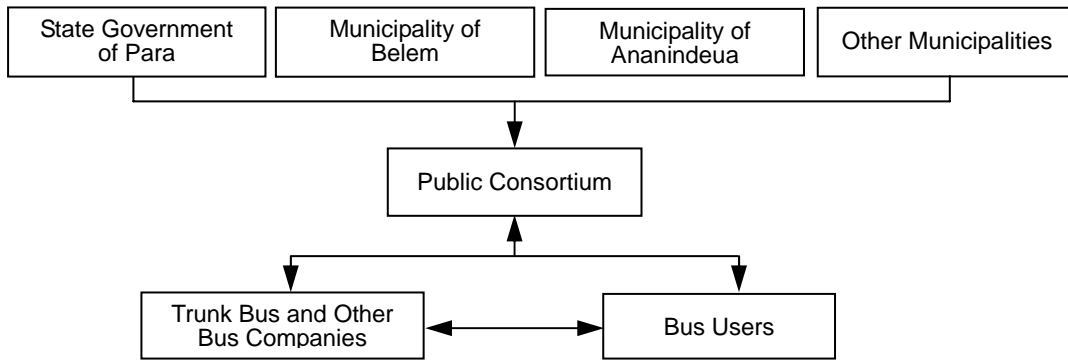 State Government
of Para
Municipality of
Belem
Municipality of
Ananindeua
Other Municipalities
Public Consortium
Trunk Bus and Other
Bus Companies
Bus Users